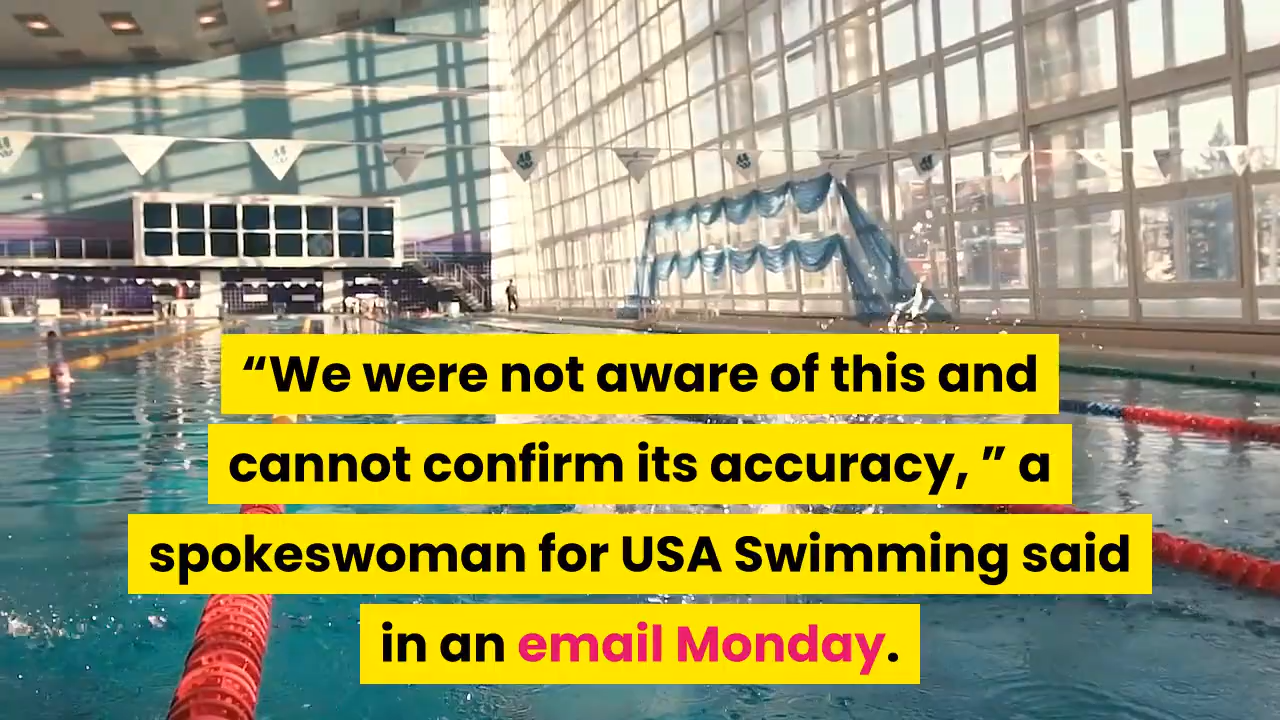 “We were not aware of this and
cannot confirm its accuracy, ” a
spokeswoman for USA Swimming said
in an email Monday.